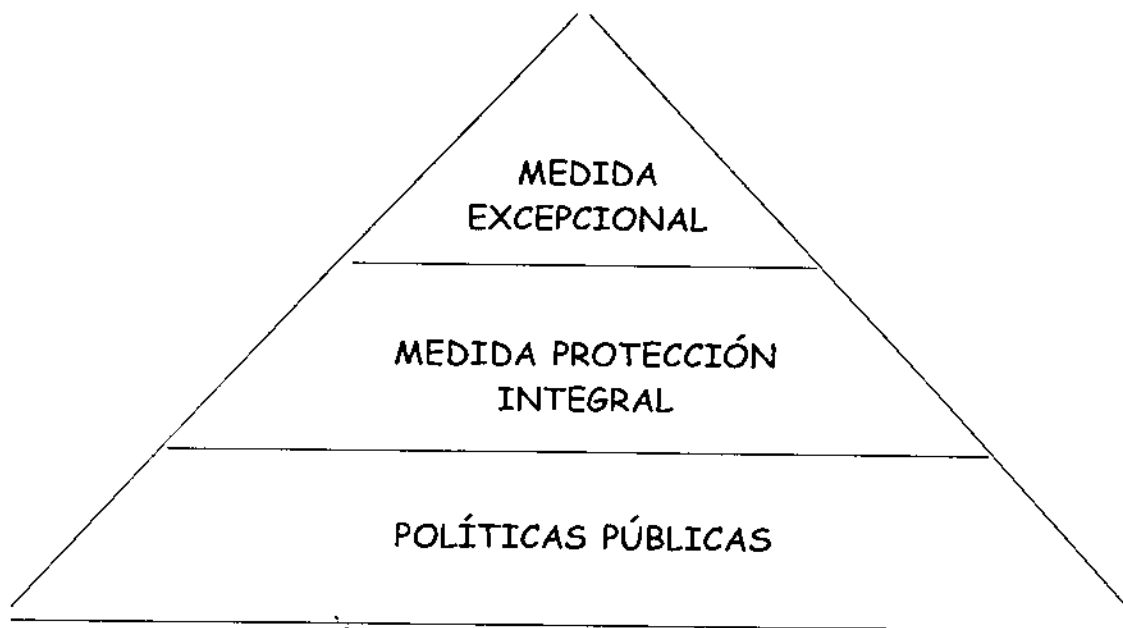 MEDIDA
EXCEPCIONAL
MEDIDA PROTECCIÓN
INTEGRAL
POLÍTICAS PÚBLICAS